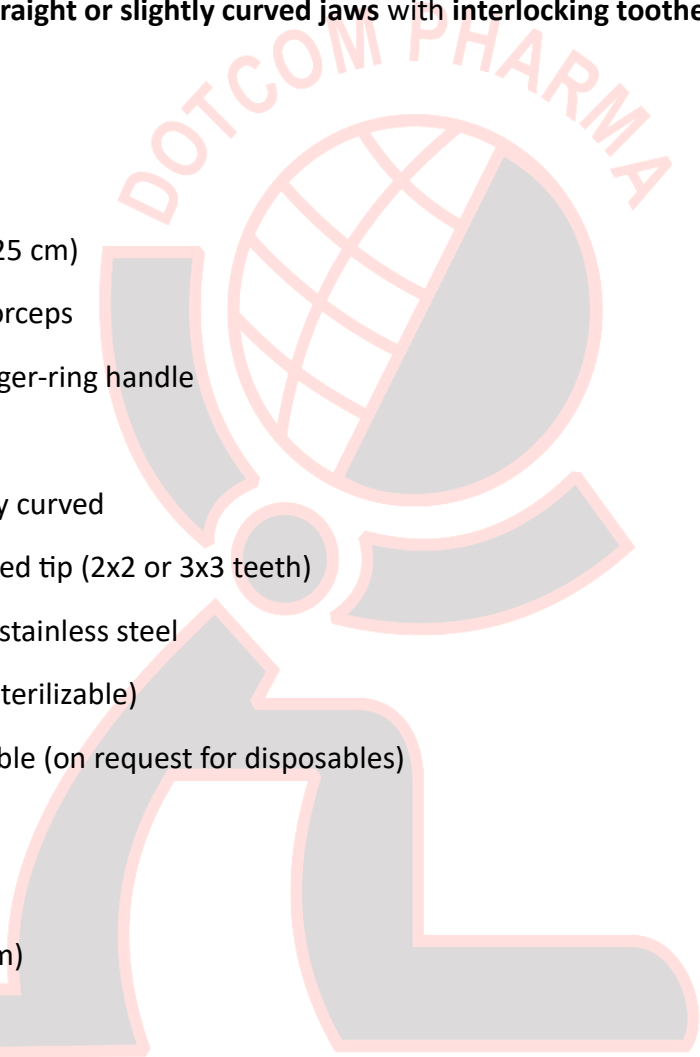 raight or slightly curved jaws with interlocking toothe
DOTCOM PHARMA
25 cm)
orceps
ger-ring handle
y curved
ed tip (2x2 or 3x3 teeth)
stainless steel
terilizable)
ble (on request for disposables)
m)